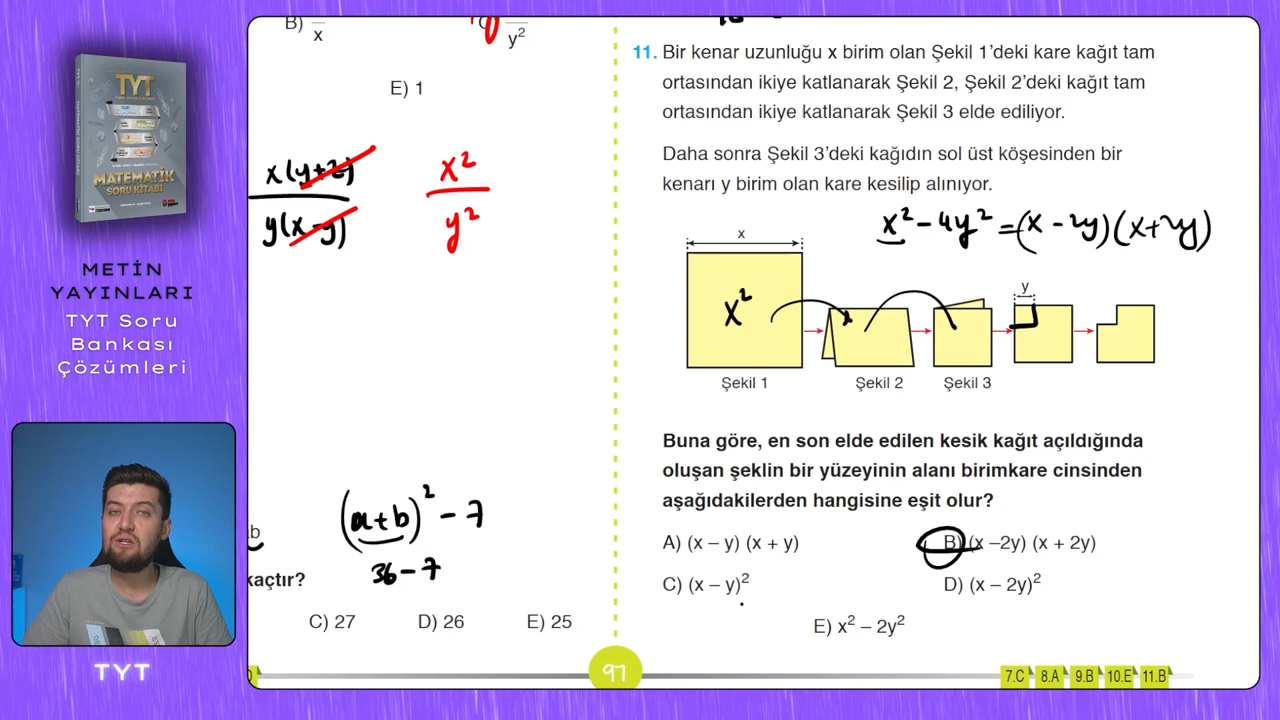 TYT
MATEMATİK
SORU KİTABI
METİN
YAYINLARI
TYT Soru
Bankası
Çözümleri
TYT
B)
x
y²
E) 1
x(y+2)
y(x-y)
x²
y²
b
(a+b)² - 7
36 - 7
kaçtır?
C) 27
D) 26
E) 25
11. Bir kenar uzunluğu x birim olan Şekil 1'deki kare kağıt tam
ortasından ikiye katlanarak Şekil 2, Şekil 2'deki kağıt tam
ortasından ikiye katlanarak Şekil 3 elde ediliyor.
Daha sonra Şekil 3'deki kağıdın sol üst köşesinden bir
kenarı y birim olan kare kesilip alınıyor.
x² - 4y² = (x - 2y)(x+2y)
x
y
x²
Şekil 1
Şekil 2
Şekil 3
Buna göre, en son elde edilen kesik kağıt açıldığında
oluşan şeklin bir yüzeyinin alanı birimkare cinsinden
aşağıdakilerden hangisine eşit olur?
A) (x – y) (x + y)
B) (x –2y) (x + 2y)
C) (x – y)²
D) (x – 2y)²
E) x² – 2y²
97
7.C
8.A
9.B
10.E
11.B